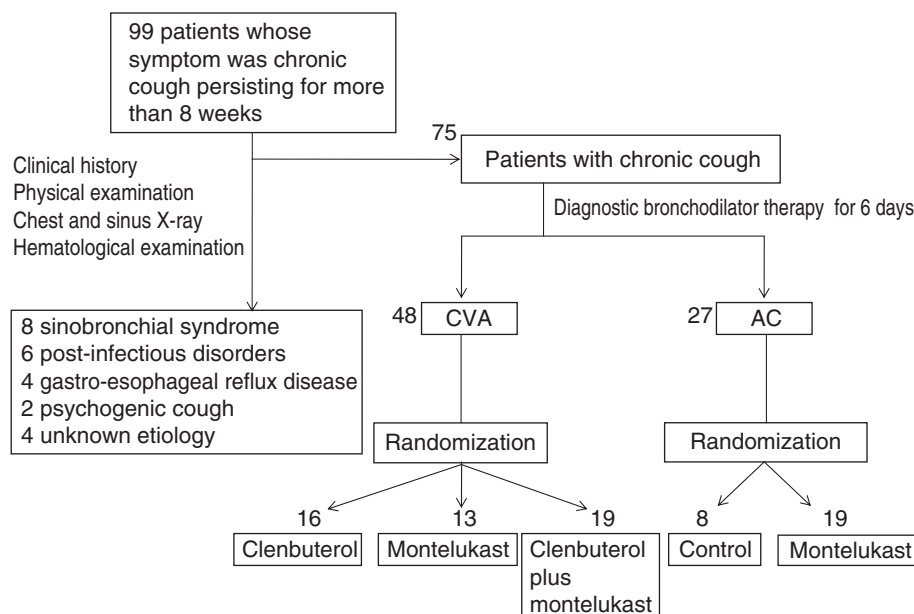 99 patients whose
symptom was chronic
cough persisting for more
than 8 weeks
75
Patients with chronic cough
Clinical history
Physical examination
Chest and sinus X-ray
Hematological examination
Diagnostic bronchodilator therapy for 6 days
8 sinobronchial syndrome
6 post-infectious disorders
4 gastro-esophageal reflux disease
2 psychogenic cough
4 unknown etiology
48
CVA
27
AC
Randomization
Randomization
16
Clenbuterol
13
Montelukast
19
Clenbuterol
plus
montelukast
8
Control
19
Montelukast